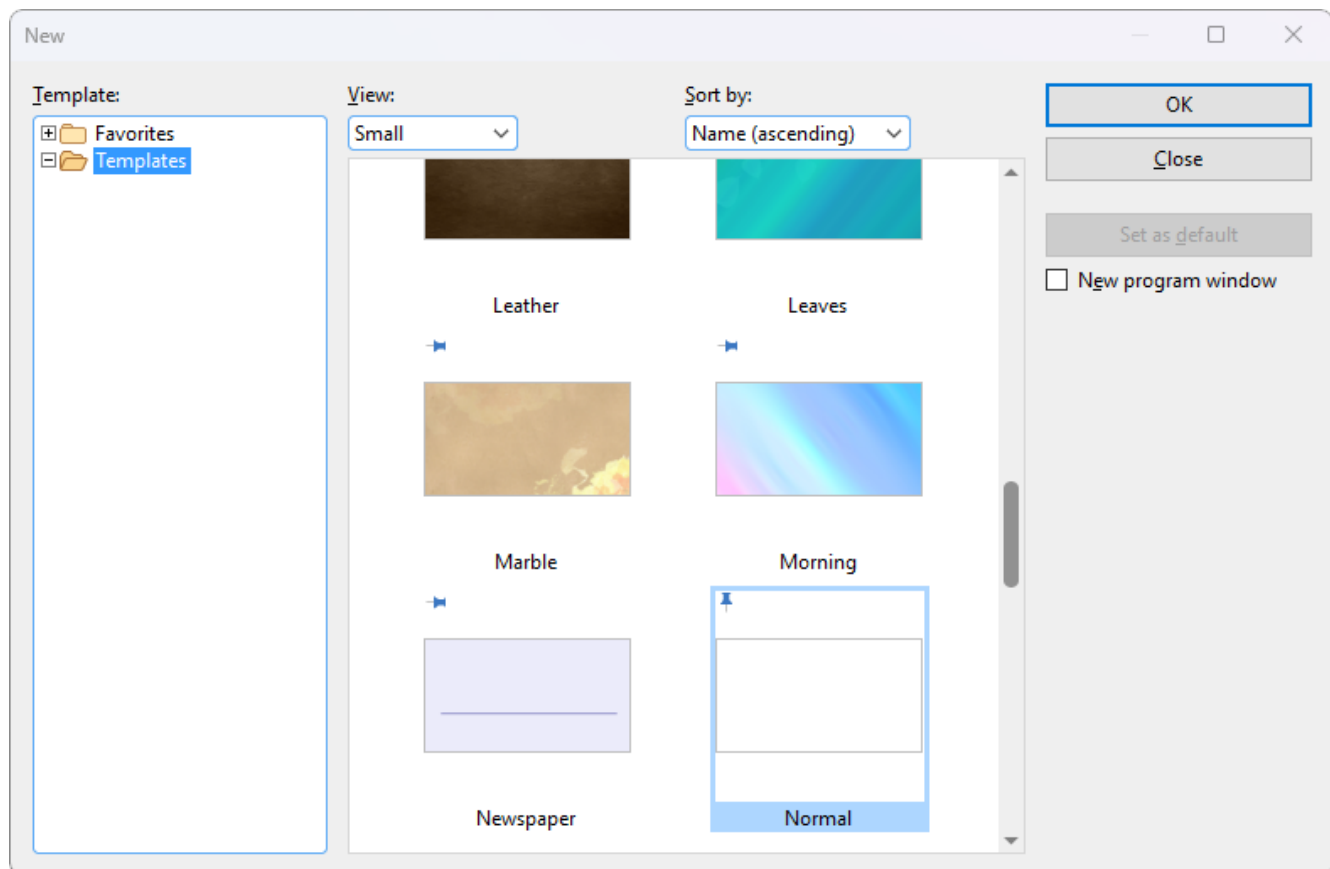 New
Template:
View:
Sort by:
OK
Favorites
Small
Name (ascending)
Templates
Close
Set as default
New program window
Leather
Leaves
Marble
Morning
Newspaper
Normal